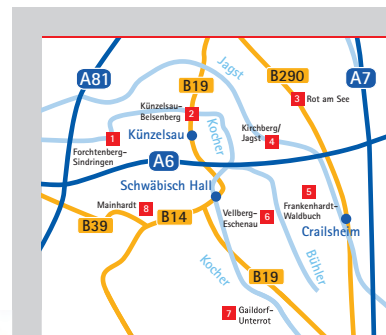 Jagst
A81
B19
B290
A7
Künzelsau-
Belsenberg
2
3
Rot am See
Kocher
1
Künzelsau
Kirchberg/
Jagst
4
Forchtenberg-
Sindringen
A6
Schwäbisch Hall
5
Mainhardt
8
Frankenhardt-
Waldbuch
Vellberg-
Eschenau
6
B39
B14
Crailsheim
Kocher
Bühler
B19
7
Gaildorf-
Unterrot